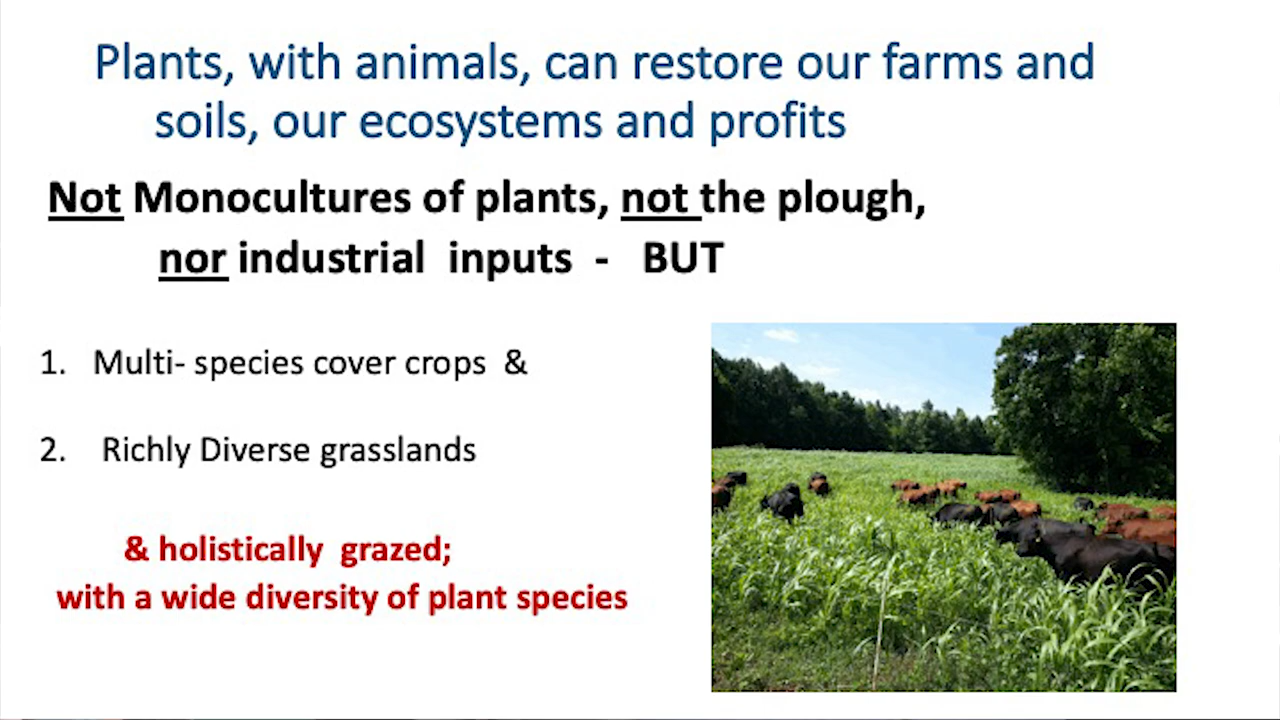 Plants, with animals, can restore our farms and
soils, our ecosystems and profits
Not Monocultures of plants, not the plough,
nor industrial inputs - BUT
1. Multi- species cover crops &
2. Richly Diverse grasslands
& holistically grazed;
with a wide diversity of plant species